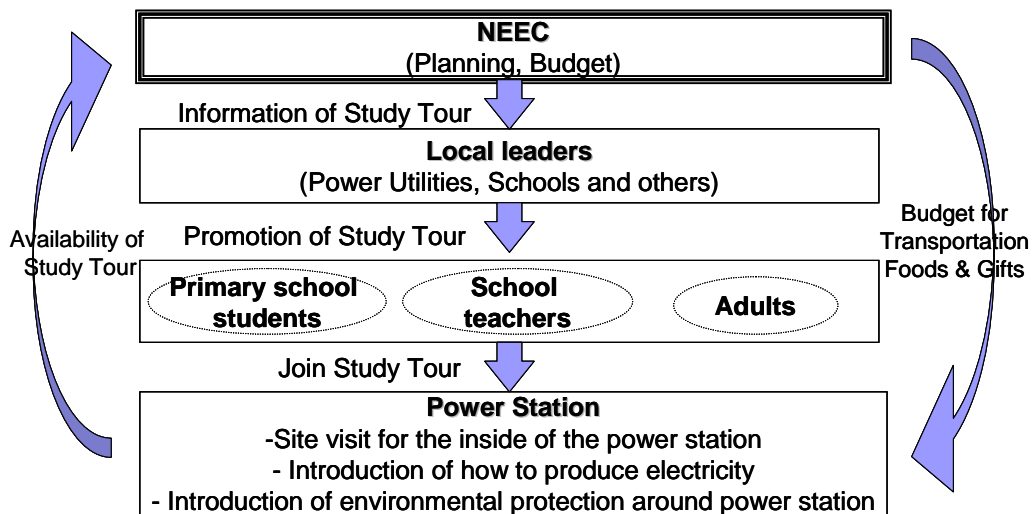 NEEC
(Planning, Budget)
Information of Study Tour
Local leaders
(Power Utilities, Schools and others)
Availability of
Study Tour
Promotion of Study Tour
Budget for
Transportation
Foods & Gifts
Primary school
students
School
teachers
Adults
Join Study Tour
Power Station
-Site visit for the inside of the power station
- Introduction of how to produce electricity
- Introduction of environmental protection around power station